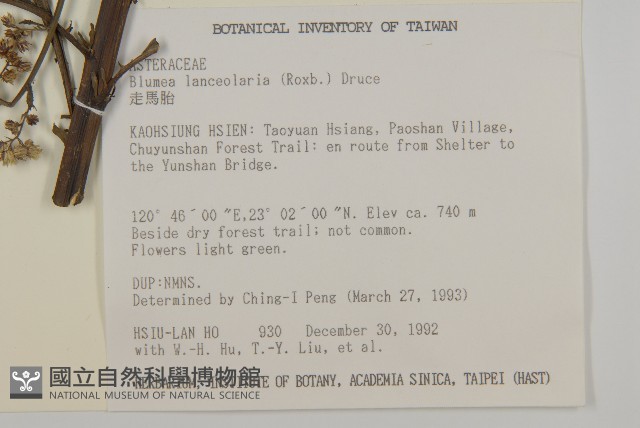 BOTANICAL INVENTORY OF TAIWAN
ASTERACEAE
Blumea lanceolaria (Roxb.) Druce
走馬胎
KAOHSIUNG HSIEN: Taoyuan Hsiang, Paoshan Village,
Chuyunshan Forest Trail: en route from Shelter to
the Yunshan Bridge.
120° 46´00 ″E,23° 02´00 ″N. Elev ca. 740 m
Beside dry forest trail; not common.
Flowers light green.
DUP:NMNS.
Determined by Ching-I Peng (March 27, 1993)
HSIU-LAN HO 930 December 30, 1992
with W.-H. Hu, T.-Y. Liu, et al.
HERBARIUM, INSTITUTE OF BOTANY, ACADEMIA SINICA, TAIPEI (HAST)
國立自然科學博物館
NATIONAL MUSEUM OF NATURAL SCIENCE